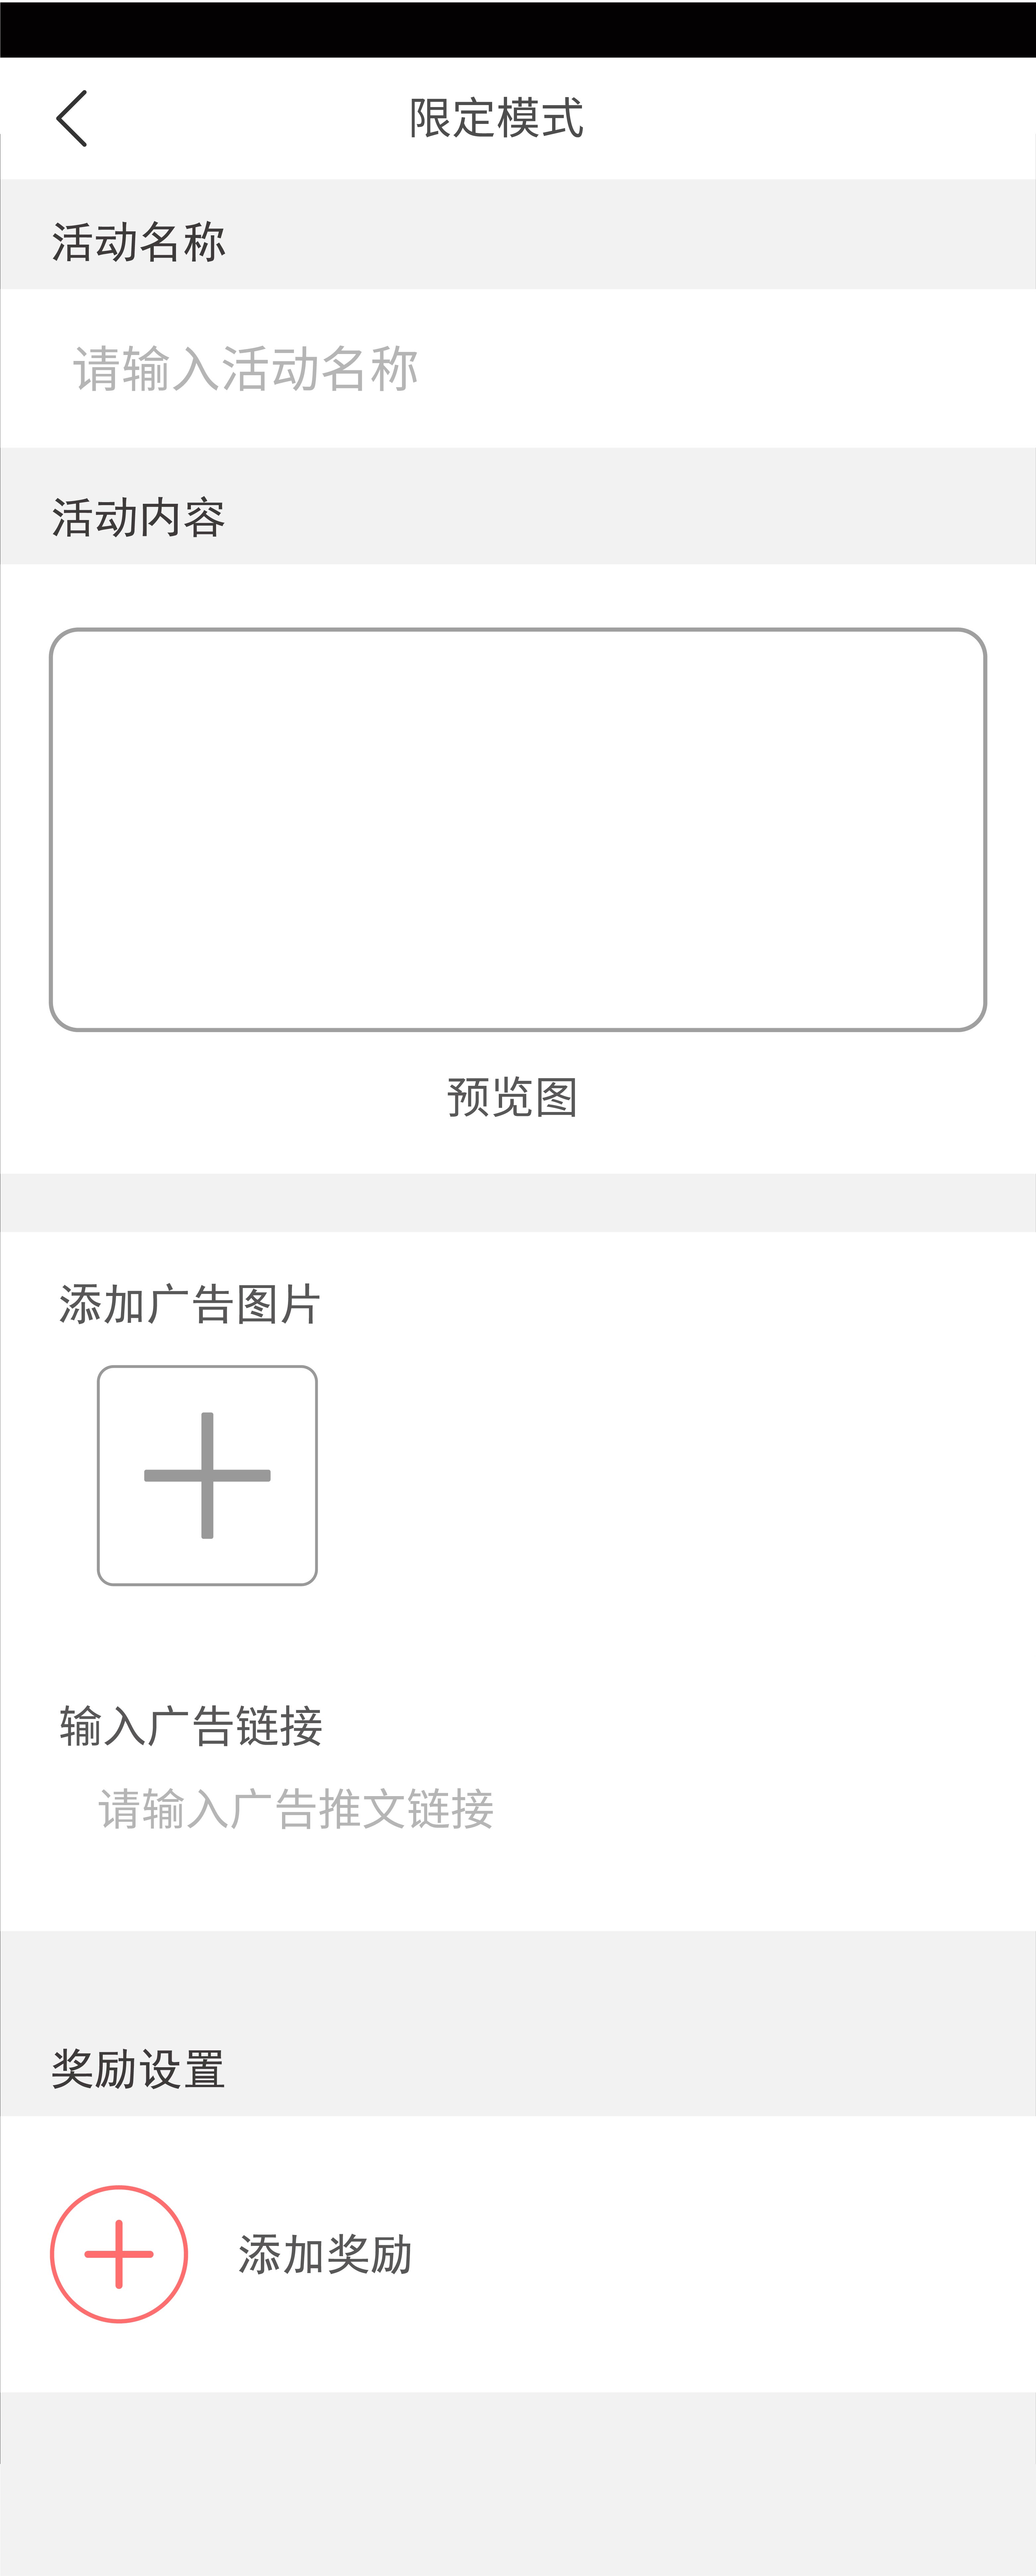 限定模式
活动名称
请输入活动名称
活动内容
预览图
添加广告图片
输入广告链接
请输入广告推文链接
奖励设置
添加奖励